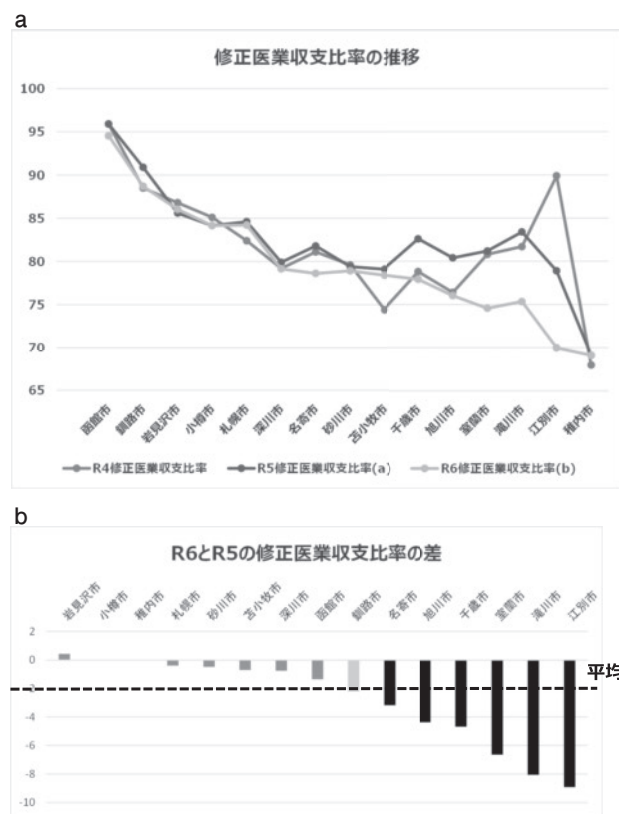 a
修正医業収支比率の推移
100
95
90
85
80
75
70
65
函館市
釧路市
岩見沢市
小樽市
札幌市
深川市
名寄市
砂川市
苫小牧市
千歳市
旭川市
室蘭市
滝川市
江別市
稚内市
R4修正医業収支比率 R5修正医業収支比率(a) R6修正医業収支比率(b)
b
R6とR5の修正医業収支比率の差
岩見沢市
小樽市
稚内市
札幌市
砂川市
苫小牧市
深川市
函館市
釧路市
名寄市
旭川市
千歳市
室蘭市
滝川市
江別市
2
0
平均
-2
-4
-6
-8
-10